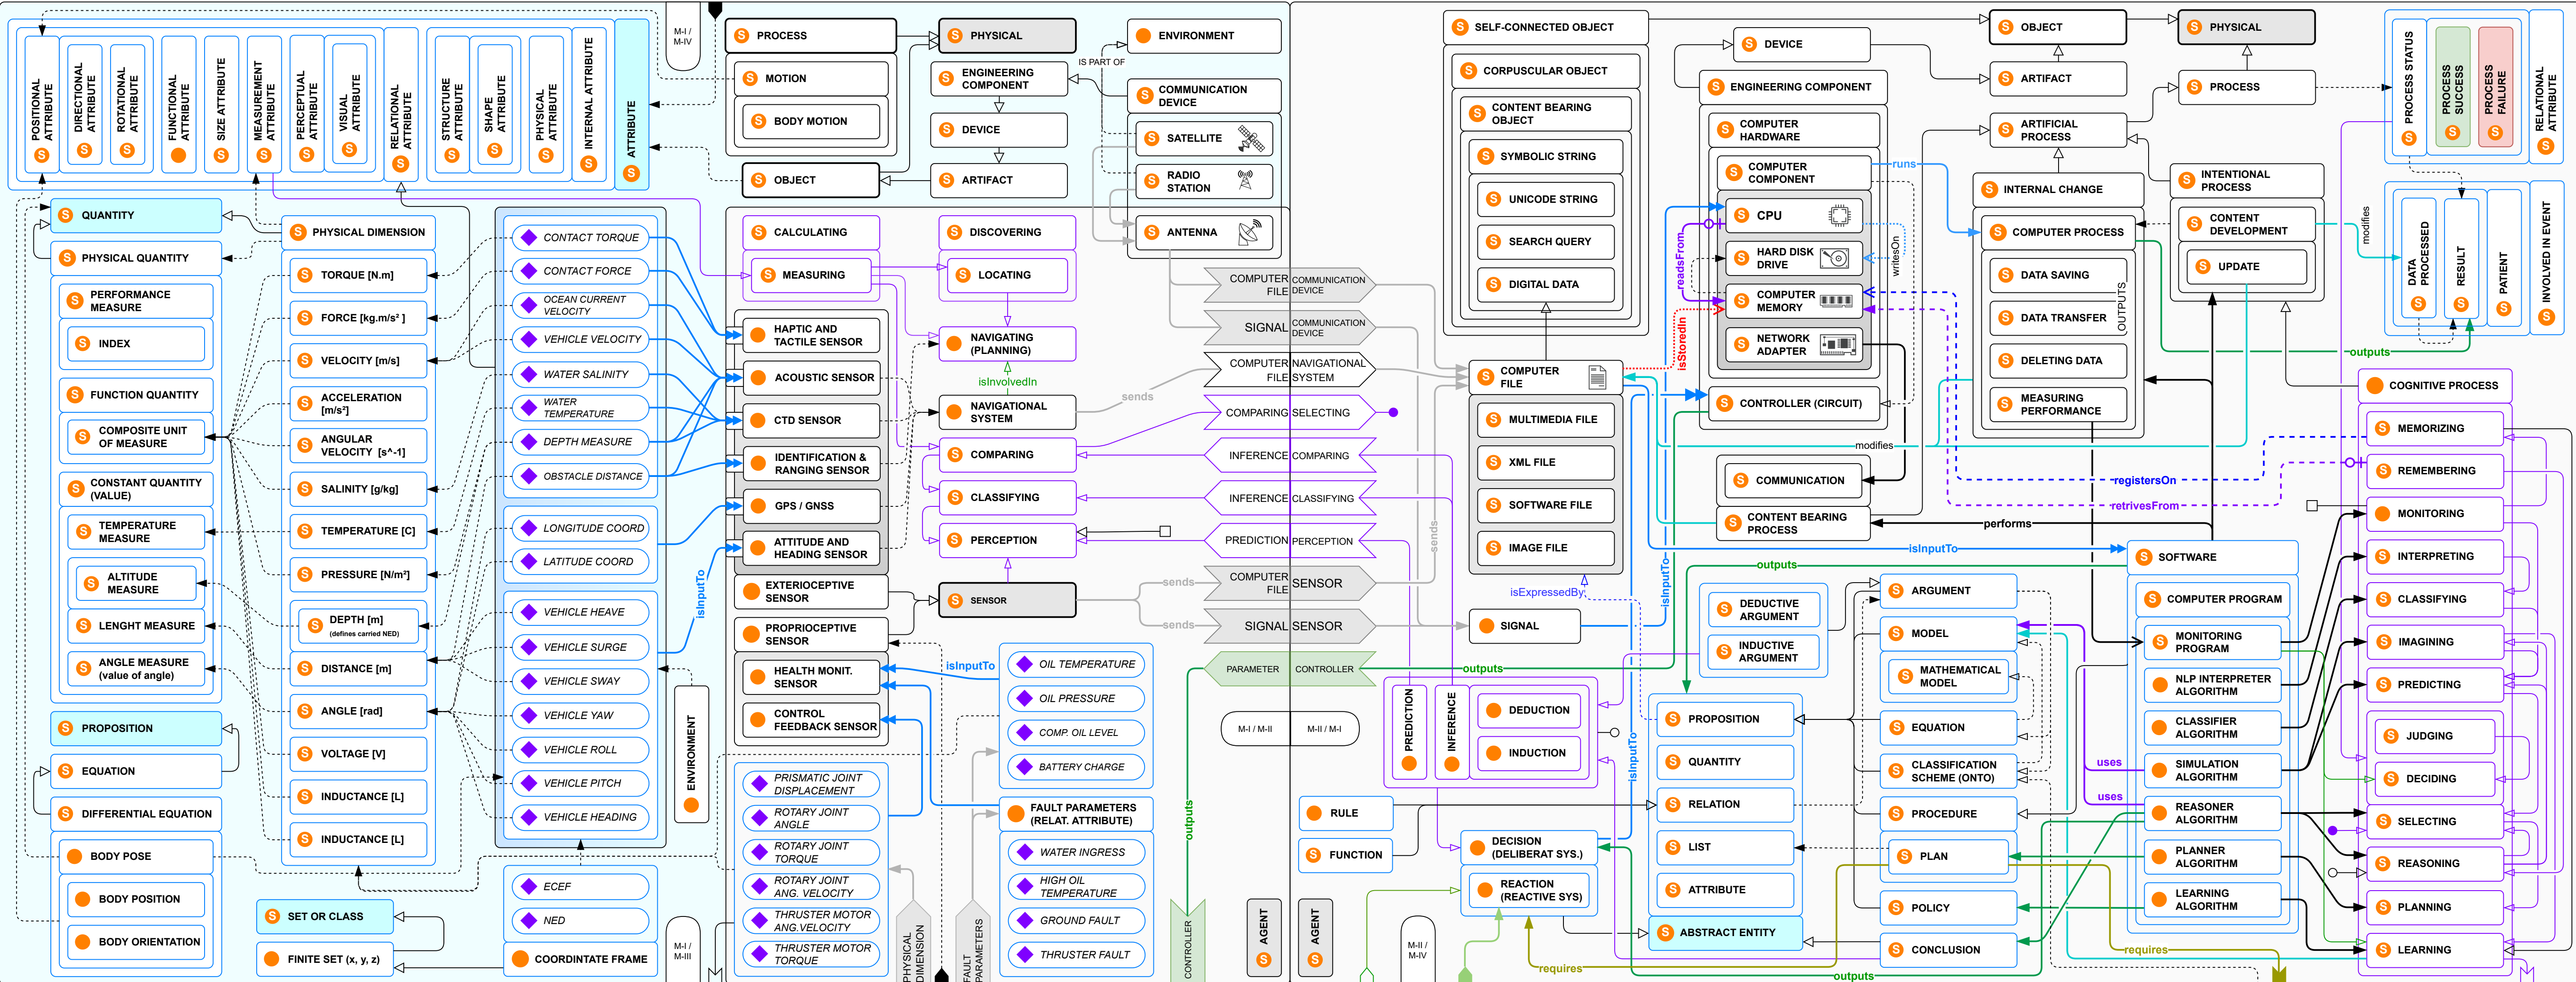 POSITIONAL
ATTRIBUTE
DIRECTIONAL
ATTRIBUTE
ROTATIONAL
ATTRIBUTE
FUNCTIONAL
ATTRIBUTE
SIZE ATTRIBUTE
MEASUREMENT
ATTRIBUTE
PERCEPTUAL
ATTRIBUTE
VISUAL
ATTRIBUTE
RELATIONAL
ATTRIBUTE
STRUCTURE
ATTRIBUTE
SHAPE
ATTRIBUTE
PHYSICAL
ATTRIBUTE
INTERNAL ATTRIBUTE
ATTRIBUTE
M-I /
M-IV
PROCESS
MOTION
BODY MOTION
OBJECT
PHYSICAL
ENGINEERING
COMPONENT
DEVICE
ARTIFACT
ENVIRONMENT
IS PART OF
COMMUNICATION
DEVICE
SATELLITE
RADIO
STATION
ANTENNA
QUANTITY
PHYSICAL QUANTITY
PERFORMANCE
MEASURE
INDEX
FUNCTION QUANTITY
COMPOSITE UNIT
OF MEASURE
CONSTANT QUANTITY
(VALUE)
TEMPERATURE
MEASURE
ALTITUDE
MEASURE
LENGHT MEASURE
ANGLE MEASURE
(value of angle)
PROPOSITION
EQUATION
DIFFERENTIAL EQUATION
BODY POSE
BODY POSITION
BODY ORIENTATION
PHYSICAL DIMENSION
TORQUE [N.m]
FORCE [kg.m/s² ]
VELOCITY [m/s]
ACCELERATION
[m/s²]
ANGULAR
VELOCITY [s^-1]
SALINITY [g/kg]
TEMPERATURE [C]
PRESSURE [N/m²]
DEPTH [m]
(defines carried NED)
DISTANCE [m]
ANGLE [rad]
VOLTAGE [V]
INDUCTANCE [L]
INDUCTANCE [L]
SET OR CLASS
FINITE SET (x, y, z)
CONTACT TORQUE
CONTACT FORCE
OCEAN CURRENT
VELOCITY
VEHICLE VELOCITY
WATER SALINITY
WATER
TEMPERATURE
DEPTH MEASURE
OBSTACLE DISTANCE
LONGITUDE COORD
LATITUDE COORD
VEHICLE HEAVE
VEHICLE SURGE
VEHICLE SWAY
VEHICLE YAW
VEHICLE ROLL
VEHICLE PITCH
VEHICLE HEADING
ECEF
NED
COORDINTATE FRAME
ENVIRONMENT
isInputTo
M-I /
M-III
CALCULATING
MEASURING
DISCOVERING
LOCATING
HAPTIC AND
TACTILE SENSOR
ACOUSTIC SENSOR
CTD SENSOR
IDENTIFICATION &
RANGING SENSOR
GPS / GNSS
ATTITUDE AND
HEADING SENSOR
EXTERIOCEPTIVE
SENSOR
PROPRIOCEPTIVE
SENSOR
HEALTH MONIT.
SENSOR
CONTROL
FEEDBACK SENSOR
NAVIGATING
(PLANNING)
isInvolvedIn
NAVIGATIONAL
SYSTEM
COMPARING
CLASSIFYING
PERCEPTION
SENSOR
sends
sends
sends
isInputTo
PRISMATIC JOINT
DISPLACEMENT
ROTARY JOINT
ANGLE
ROTARY JOINT
TORQUE
ROTARY JOINT
ANG. VELOCITY
THRUSTER MOTOR
ANG.VELOCITY
THRUSTER MOTOR
TORQUE
PHYSICAL
DIMENSION
FAULT
PARAMETERS
OIL TEMPERATURE
OIL PRESSURE
COMP. OIL LEVEL
BATTERY CHARGE
FAULT PARAMETERS
(RELAT. ATTRIBUTE)
WATER INGRESS
HIGH OIL
TEMPERATURE
GROUND FAULT
THRUSTER FAULT
COMPUTER
FILE
COMMUNICATION
DEVICE
SIGNAL
COMMUNICATION
DEVICE
COMPUTER
FILE
NAVIGATIONAL
SYSTEM
COMPARING
SELECTING
INFERENCE
COMPARING
INFERENCE
CLASSIFYING
PREDICTION
PERCEPTION
COMPUTER
FILE
SENSOR
SIGNAL
SENSOR
PARAMETER
CONTROLLER
M-I / M-II
M-II / M-I
outputs
CONTROLLER
AGENT
AGENT
SELF-CONNECTED OBJECT
CORPUSCULAR OBJECT
CONTENT BEARING
OBJECT
SYMBOLIC STRING
UNICODE STRING
SEARCH QUERY
DIGITAL DATA
COMPUTER
FILE
MULTIMEDIA FILE
XML FILE
SOFTWARE FILE
IMAGE FILE
sends
isExpressedBy
SIGNAL
outputs
isStoredIn
readsFrom
isInputTo
isInputTo
DEVICE
ENGINEERING COMPONENT
COMPUTER
HARDWARE
COMPUTER
COMPONENT
CPU
HARD DISK
DRIVE
COMPUTER
MEMORY
NETWORK
ADAPTER
writesOn
runs
CONTROLLER (CIRCUIT)
COMMUNICATION
CONTENT BEARING
PROCESS
OBJECT
PHYSICAL
ARTIFACT
PROCESS
ARTIFICIAL
PROCESS
INTERNAL CHANGE
COMPUTER PROCESS
DATA SAVING
DATA TRANSFER
DELETING DATA
MEASURING
PERFORMANCE
OUTPUTS
INTENTIONAL
PROCESS
CONTENT
DEVELOPMENT
UPDATE
modifies
modifies
outputs
registersOn
retrivesFrom
performs
isInputTo
outputs
PROCESS STATUS
PROCESS
SUCCESS
PROCESS
FAILURE
RELATIONAL
ATTRIBUTE
DATA
PROCESSED
RESULT
PATIENT
INVOLVED IN EVENT
PREDICTION
INFERENCE
DEDUCTION
INDUCTION
RULE
FUNCTION
DECISION
(DELIBERAT SYS.)
REACTION
(REACTIVE SYS)
M-II /
M-IV
DEDUCTIVE
ARGUMENT
INDUCTIVE
ARGUMENT
PROPOSITION
QUANTITY
RELATION
LIST
ATTRIBUTE
ABSTRACT ENTITY
ARGUMENT
MODEL
MATHEMATICAL
MODEL
EQUATION
CLASSIFICATION
SCHEME (ONTO)
PROCEDURE
PLAN
POLICY
CONCLUSION
uses
uses
requires
requires
outputs
SOFTWARE
COMPUTER PROGRAM
MONITORING
PROGRAM
NLP INTERPRETER
ALGORITHM
CLASSIFIER
ALGORITHM
SIMULATION
ALGORITHM
REASONER
ALGORITHM
PLANNER
ALGORITHM
LEARNING
ALGORITHM
COGNITIVE PROCESS
MEMORIZING
REMEMBERING
MONITORING
INTERPRETING
CLASSIFYING
IMAGINING
PREDICTING
JUDGING
DECIDING
SELECTING
REASONING
PLANNING
LEARNING